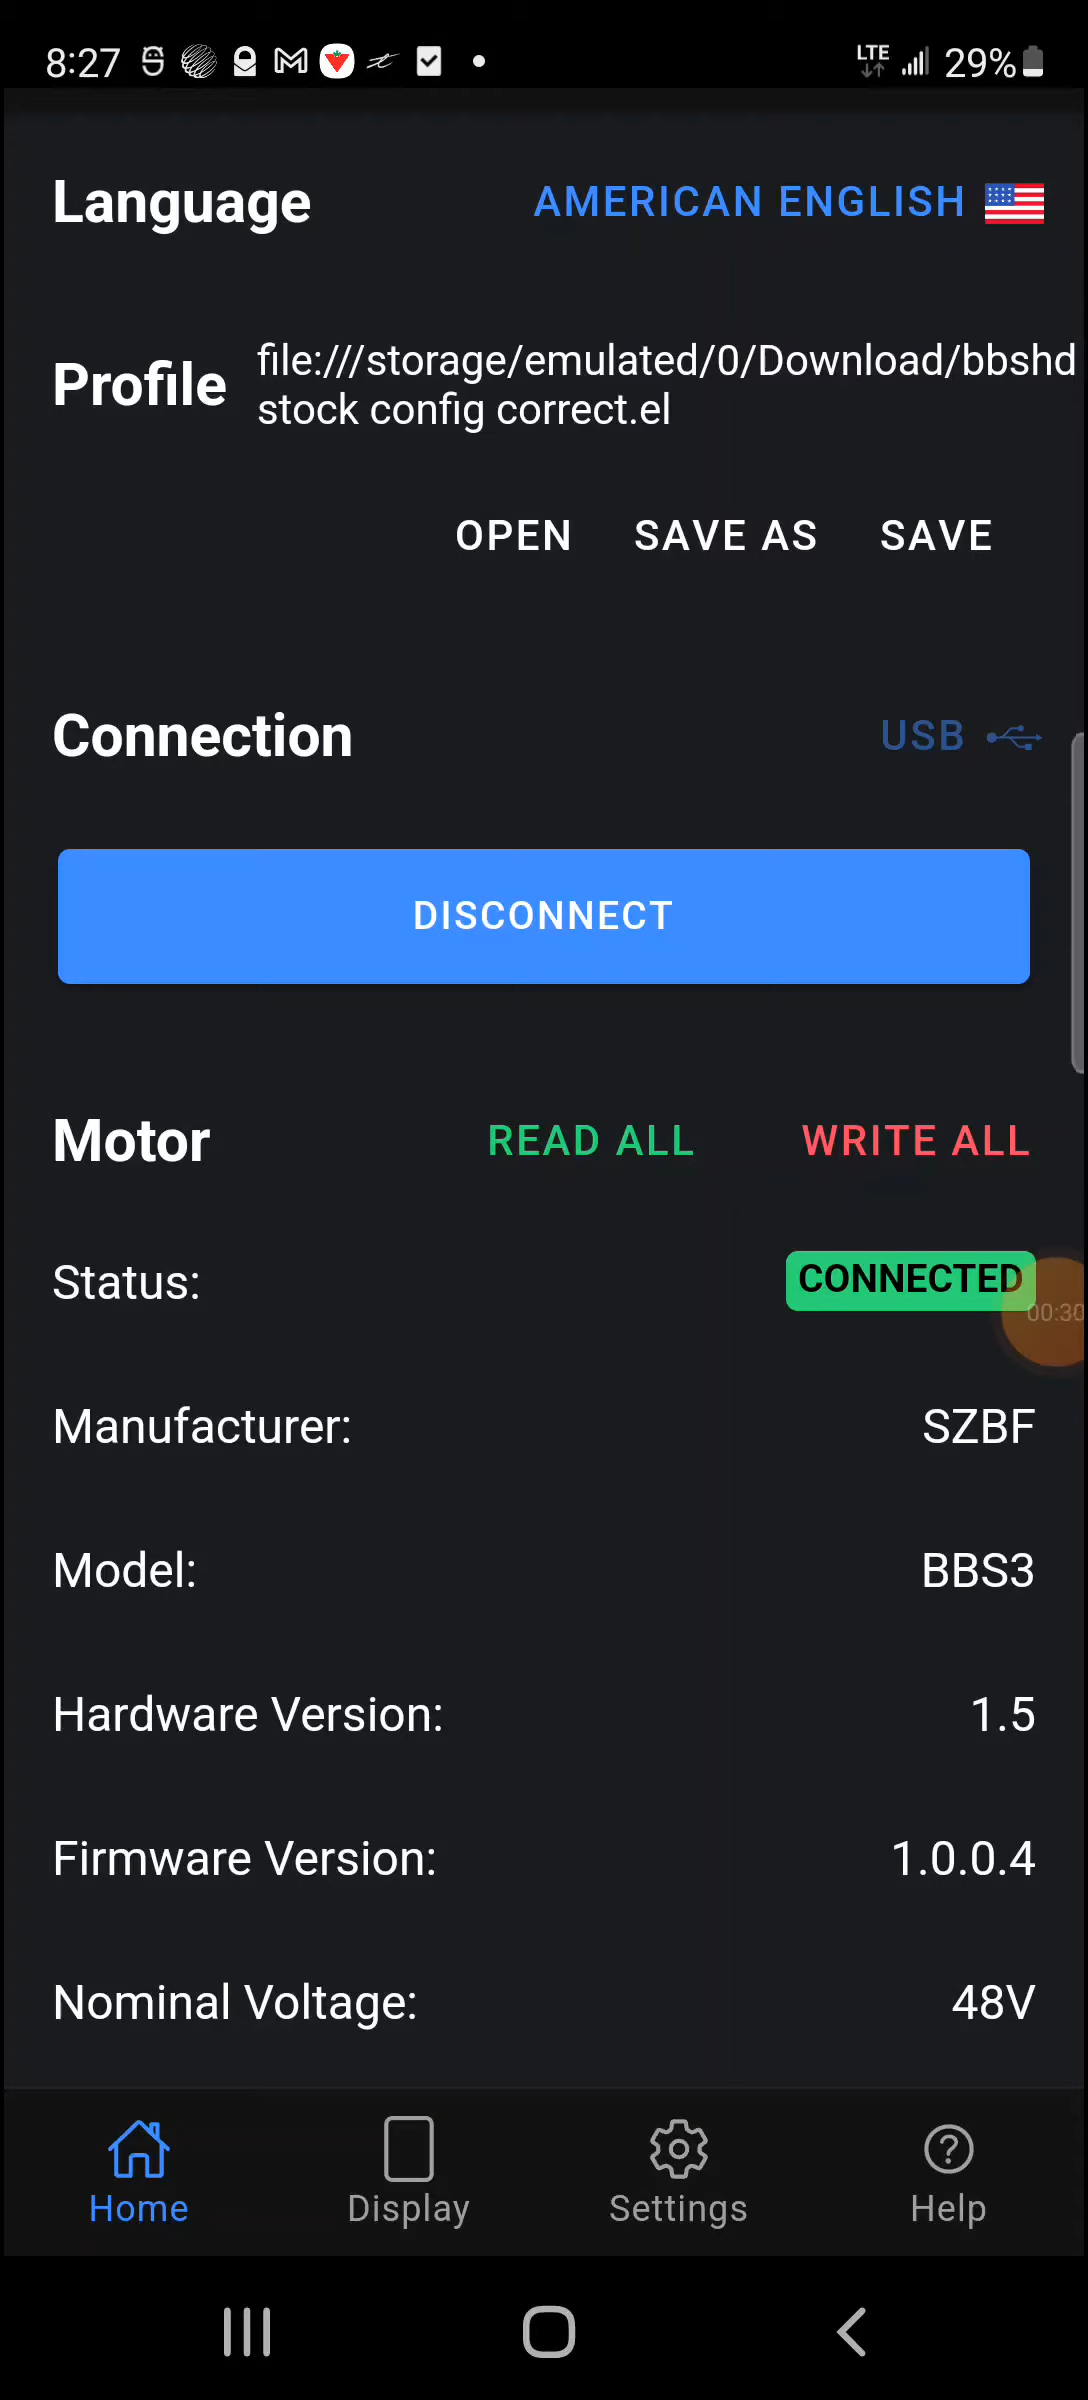 8:27
LTE
29%
Language
AMERICAN ENGLISH
Profile
file:///storage/emulated/0/Download/bbshd
stock config correct.el
OPEN SAVE AS SAVE
Connection
USB
DISCONNECT
Motor READ ALL WRITE ALL
Status: CONNECTED
00:30
Manufacturer: SZBF
Model: BBS3
Hardware Version: 1.5
Firmware Version: 1.0.0.4
Nominal Voltage: 48V
Home Display Settings Help